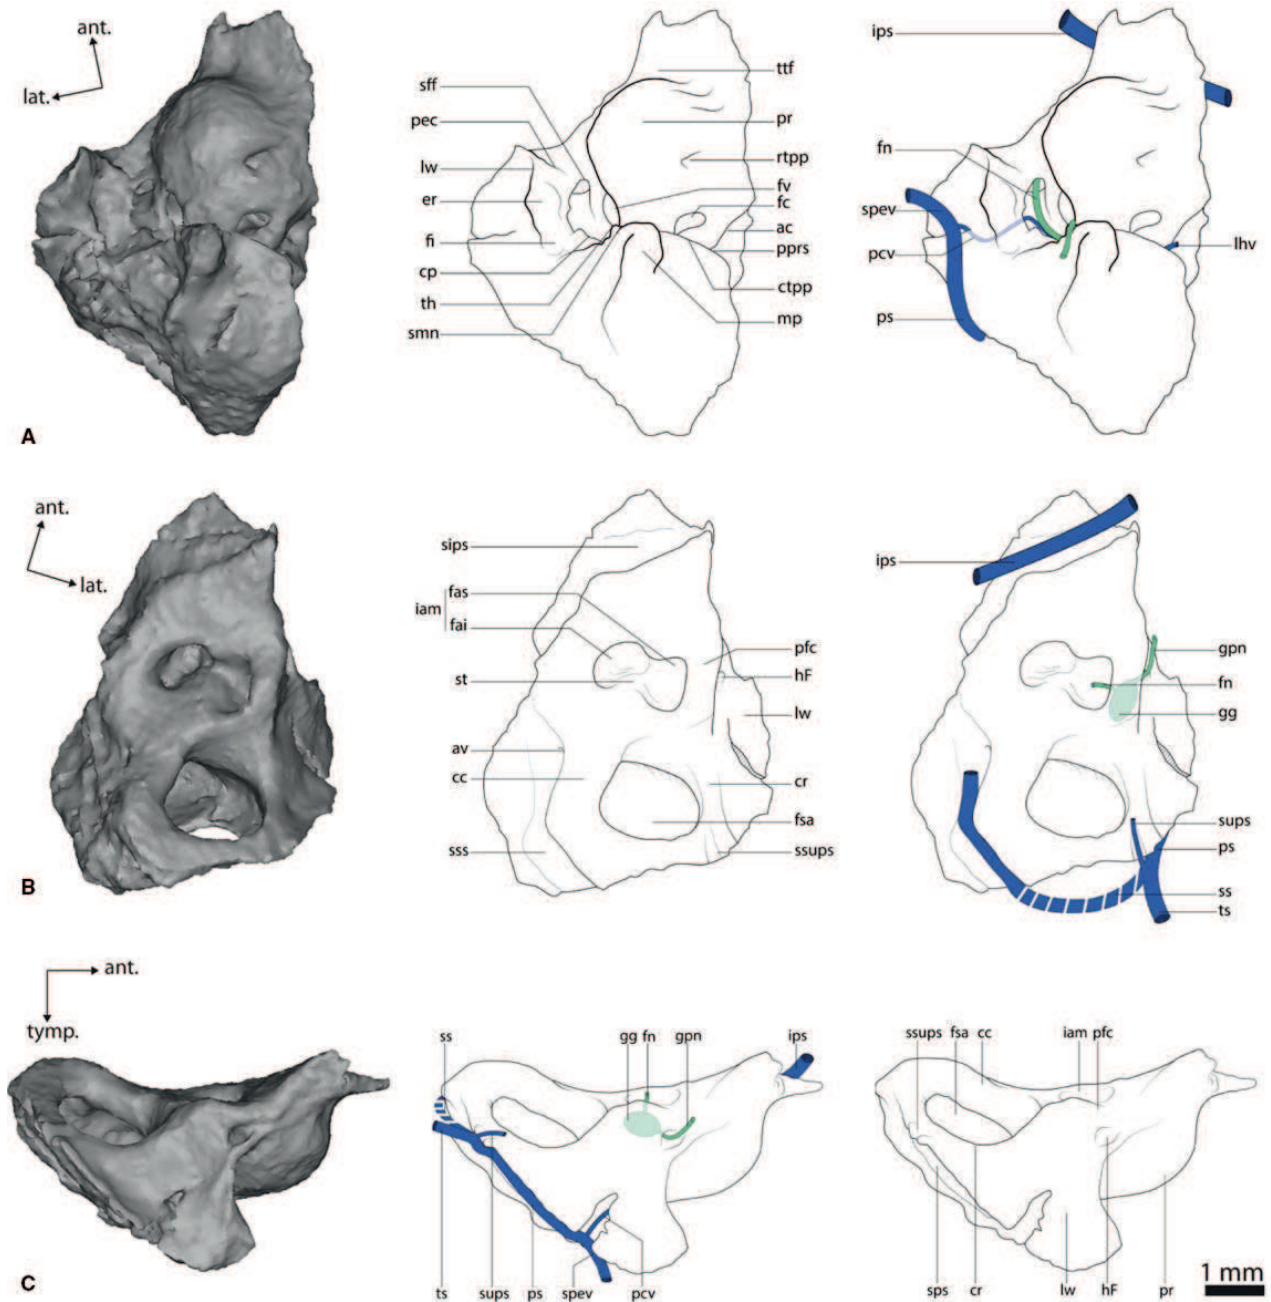 ant.
lat.
sff
pec
lw
er
fi
cp
th
smn
ttf
pr
rtpp
fv
fc
ac
pprs
ctpp
mp
ips
fn
spev
pcv
ps
lhv
A
ant.
lat.
sips
iam
fas
fai
st
av
cc
sss
pfc
hF
lw
cr
fsa
ssups
ips
gpn
fn
gg
sups
ps
ss
ts
B
ant.
tymp.
ss gg fn gpn ips
ts sups ps spev pcv
ssups fsa cc iam pfc
sps cr lw hF pr
1 mm
C